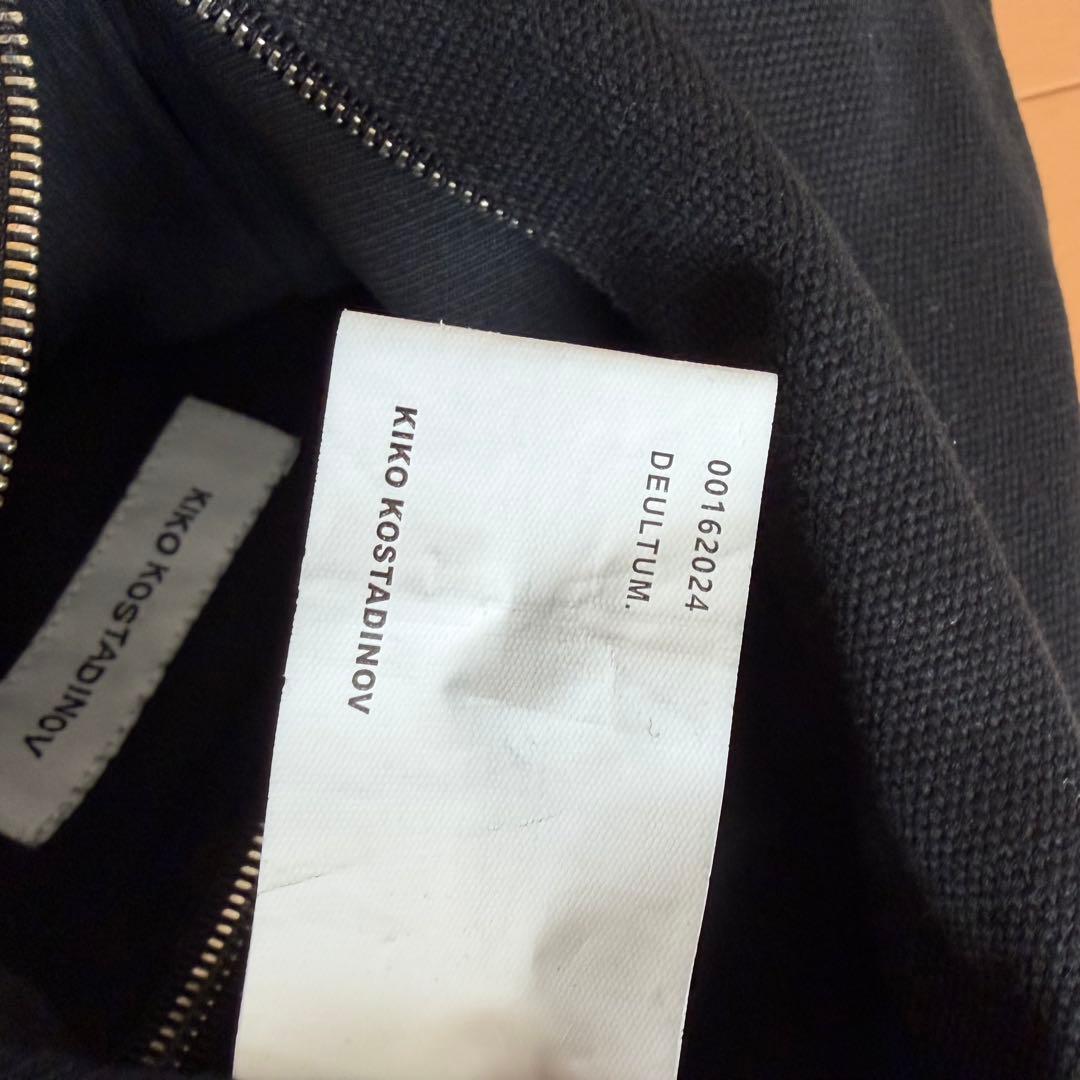 00162024
DEULTUM.
KIKO KOSTADINOV
KIKO KOSTADINOV